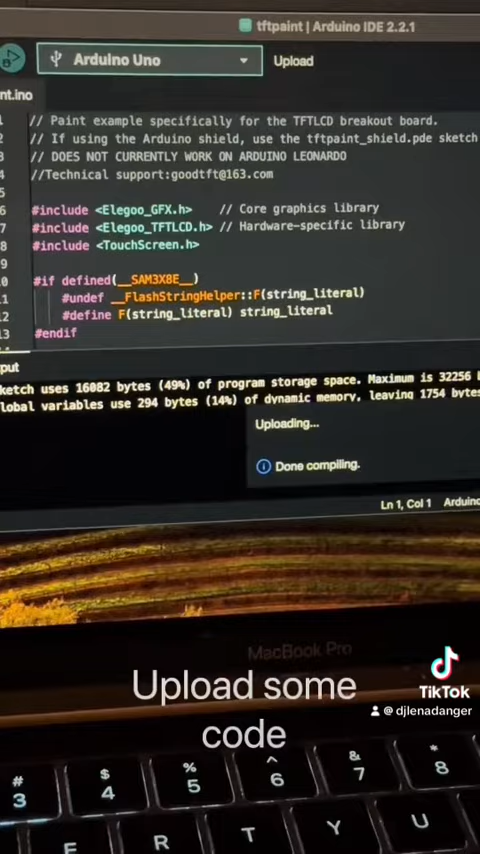 tftpaint | Arduino IDE 2.2.1
Arduino Uno
Upload
nt.ino
1 // Paint example specifically for the TFTLCD breakout board.
2 // If using the Arduino shield, use the tftpaint_shield.pde sketch
3 // DOES NOT CURRENTLY WORK ON ARDUINO LEONARDO
4 //Technical support:goodtft@163.com
5
6 #include <Elegoo_GFX.h> // Core graphics library
7 #include <Elegoo_TFTLCD.h> // Hardware-specific library
8 #include <TouchScreen.h>
9
0 #if defined(__SAM3X8E__)
11 #undef __FlashStringHelper::F(string_literal)
12 #define F(string_literal) string_literal
13 #endif
put
ketch uses 16082 bytes (49%) of program storage space. Maximum is 32256 b
lobal variables use 294 bytes (14%) of dynamic memory, leaving 1754 bytes
Uploading...
Done compiling.
Ln 1, Col 1 Arduino
MacBook Pro
Upload some
code
TikTok
@djlenadanger
# $ % ^ & *
3 4 5 6 7 8
E R T Y U